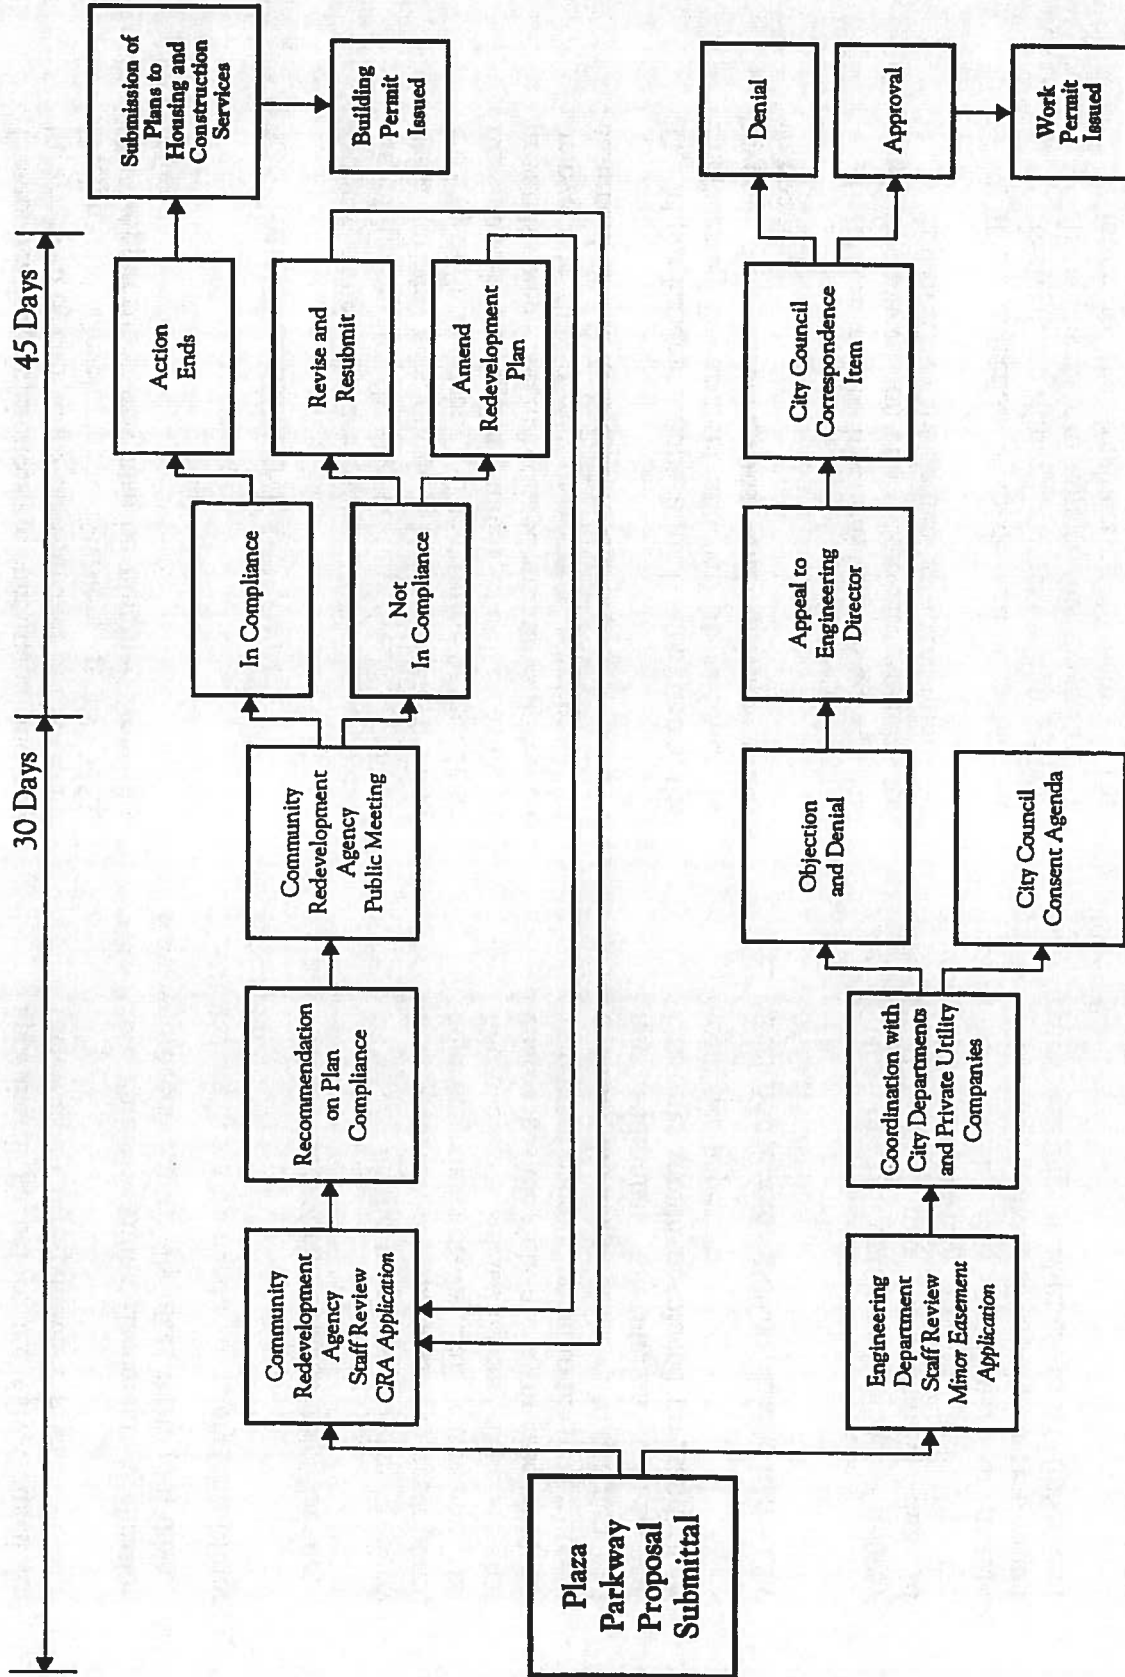 30 Days
45 Days
Plaza
Parkway
Proposal
Submittal
Community
Redevelopment
Agency
Staff Review
CRA Application
Recommendation
on Plan
Compliance
Community
Redevelopment
Agency
Public Meeting
In Compliance
Not
In Compliance
Action
Ends
Revise and
Resubmit
Amend
Redevelopment
Plan
Submission of
Plans to
Housing and
Construction
Services
Building
Permit
Issued
Engineering
Department
Staff Review
Minor Easement
Application
Coordination with
City Departments
and Private Utility
Companies
Objection
and Denial
City Council
Consent Agenda
Appeal to
Engineering
Director
City Council
Correspondence
Item
Denial
Approval
Work
Permit
Issued